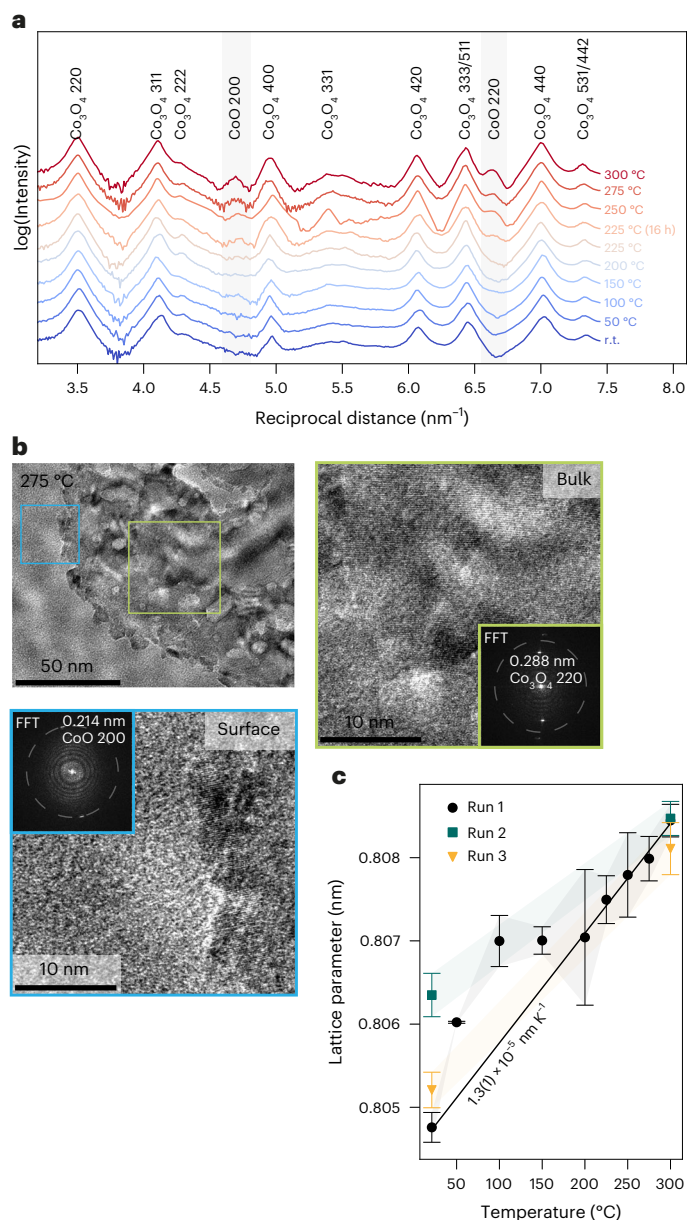 a
Co₃O₄ 220
Co₃O₄ 311
Co₃O₄ 222
CoO 200
Co₃O₄ 400
Co₃O₄ 331
Co₃O₄ 420
Co₃O₄ 333/511
CoO 220
Co₃O₄ 440
Co₃O₄ 531/442
log(Intensity)
300 °C
275 °C
250 °C
225 °C (16 h)
225 °C
200 °C
150 °C
100 °C
50 °C
r.t.
3.5 4.0 4.5 5.0 5.5 6.0 6.5 7.0 7.5 8.0
Reciprocal distance (nm⁻¹)
b
275 °C
50 nm
Bulk
FFT
0.288 nm
Co₃O₄ 220
10 nm
FFT
0.214 nm
CoO 200
Surface
10 nm
c
Run 1
Run 2
Run 3
Lattice parameter (nm)
0.808
0.807
0.806
0.805
1.3(1) × 10⁻⁵ nm K⁻¹
50 100 150 200 250 300
Temperature (°C)